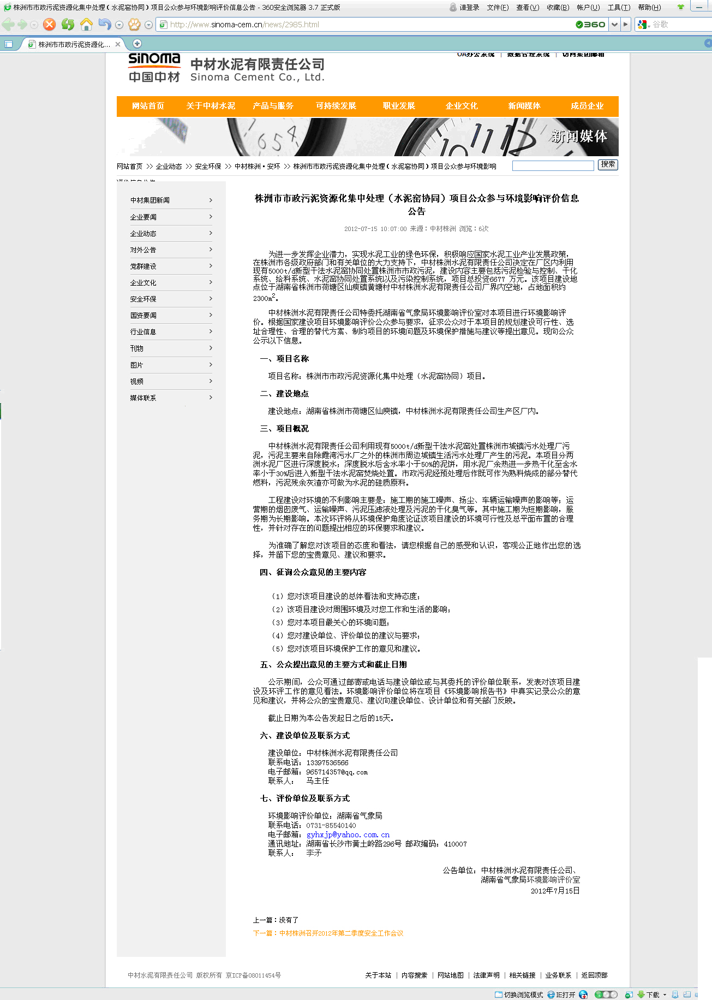 株洲市市政污泥资源化集中处理(水泥窑协同)项目公众参与环境影响评价信息公告 - 360安全浏览器 3.7 正式版
请登录 文件(F) 查看(V) 收藏(B) 帐户(U) 工具(T) 帮助(H)
http://www.sinoma-cem.cn/news/2985.html
360
谷歌
株洲市市政污泥资源化...
OA办公系统 | 数据管理系统 | 访问集团邮箱
sinoma
中国中材
中材水泥有限责任公司
Sinoma Cement Co., Ltd.
网站首页 关于中材水泥 产品与服务 可持续发展 职业发展 企业文化 新闻媒体 成员企业
新闻媒体
网站首页 >> 企业动态 >> 安全环保 >> 中材株洲·安环 >> 株洲市市政污泥资源化集中处理(水泥窑协同)项目公众参与环境影响
评价信息公告
搜索
中材集团新闻
企业要闻
企业动态
对外公告
党群建设
企业文化
安全环保
国资要闻
行业信息
刊物
图片
视频
媒体联系
株洲市市政污泥资源化集中处理(水泥窑协同)项目公众参与环境影响评价信息
公告
2012-07-15 10:07:00 来源:中材株洲 浏览:6次
为进一步发挥企业潜力，实现水泥工业的绿色环保，积极响应国家水泥工业产业发展政策，
在株洲市各级政府部门和有关单位的大力支持下，中材株洲水泥有限责任公司决定在厂区内利用
现有5000t/d新型干法水泥窑协同处置株洲市市政污泥，建设内容主要包括污泥检验与控制、干化
系统、给料系统、水泥窑协同处置系统以及污染控制系统，项目总投资6677 万元。该项目建设地
点位于湖南省株洲市荷塘区仙庾镇黄塘村中材株洲水泥有限责任公司厂界内空地，占地面积约
2300m²。
中材株洲水泥有限责任公司特委托湖南省气象局环境影响评价室对本项目进行环境影响评
价。根据国家建设项目环境影响评价公众参与要求，征求公众对于本项目的规划建设可行性、选
址合理性、合理的替代方案、制约项目的环境问题及环境保护措施与建议等提出意见。现向公众
公示以下信息。
一、项目名称
项目名称：株洲市市政污泥资源化集中处理（水泥窑协同）项目。
二、建设地点
建设地点：湖南省株洲市荷塘区仙庾镇，中材株洲水泥有限责任公司生产区厂内。
三、项目概况
中材株洲水泥有限责任公司利用现有5000t/d新型干法水泥窑处置株洲市城镇污水处理厂污
泥，污泥主要来自除霞湾污水厂之外的株洲市周边城镇生活污水处理厂产生的污泥。本项目分两
洲水泥厂区进行深度脱水；深度脱水后含水率小于50%的泥饼，用水泥厂余热进一步热干化至含水
率小于30%后进入新型干法水泥窑焚烧处置。市政污泥经预处理后作既可作为熟料烧成的部分替代
燃料，污泥残余灰渣亦可做为水泥的硅质原料。
工程建设对环境的不利影响主要是：施工期的施工噪声、扬尘、车辆运输噪声的影响等；运
营期的烟囱废气、运输噪声、污泥压滤液处理及污泥的干化臭气等。其中施工期为短期影响，服
务期为长期影响。本次环评将从环境保护角度论证该项目建设的环境可行性及总平面布置的合理
性，并针对存在的问题提出相应的环保要求和建议。
为准确了解您对该项目的态度和看法，请您根据自己的感受和认识，客观公正地作出您的选
择，并留下您的宝贵意见、建议和要求。
四、征询公众意见的主要内容
（1）您对该项目建设的总体看法和支持态度；
（2）该项目建设对周围环境及对您工作和生活的影响；
（3）您对本项目最关心的环境问题；
（4）您对建设单位、评价单位的建议与要求；
（5）您对该项目环境保护工作的意见和建议。
五、公众提出意见的主要方式和截止日期
公示期间，公众可通过邮寄或电话与建设单位或与其委托的评价单位联系，发表对该项目建
设及环评工作的意见看法。环境影响评价单位将在项目《环境影响报告书》中真实记录公众的意
见和建议，并将公众的宝贵意见、建议向建设单位、设计单位和有关部门反映。
截止日期为本公告发起日之后的15天。
六、建设单位及联系方式
建设单位：中材株洲水泥有限责任公司
联系电话：13397536566
电子邮箱：965714357@qq.com
联系人： 马主任
七、评价单位及联系方式
环境影响评价单位：湖南省气象局
联系电话：0731-85540140
电子邮箱：gyhxjp@yahoo.com.cn
通讯地址：湖南省长沙市黄土岭路296号 邮政编码：410007
联系人： 李矛
公告单位：中材株洲水泥有限责任公司、
湖南省气象局环境影响评价室
2012年7月15日
上一篇:没有了
下一篇:中材株洲召开2012年第二季度安全工作会议
中材水泥有限责任公司 版权所有 京ICP备08011454号
关于本站 | 内容搜索 | 网站地图 | 法律声明 | 相关链接 | 业务联系 | 返回顶部
切换浏览模式 IE打开 下载